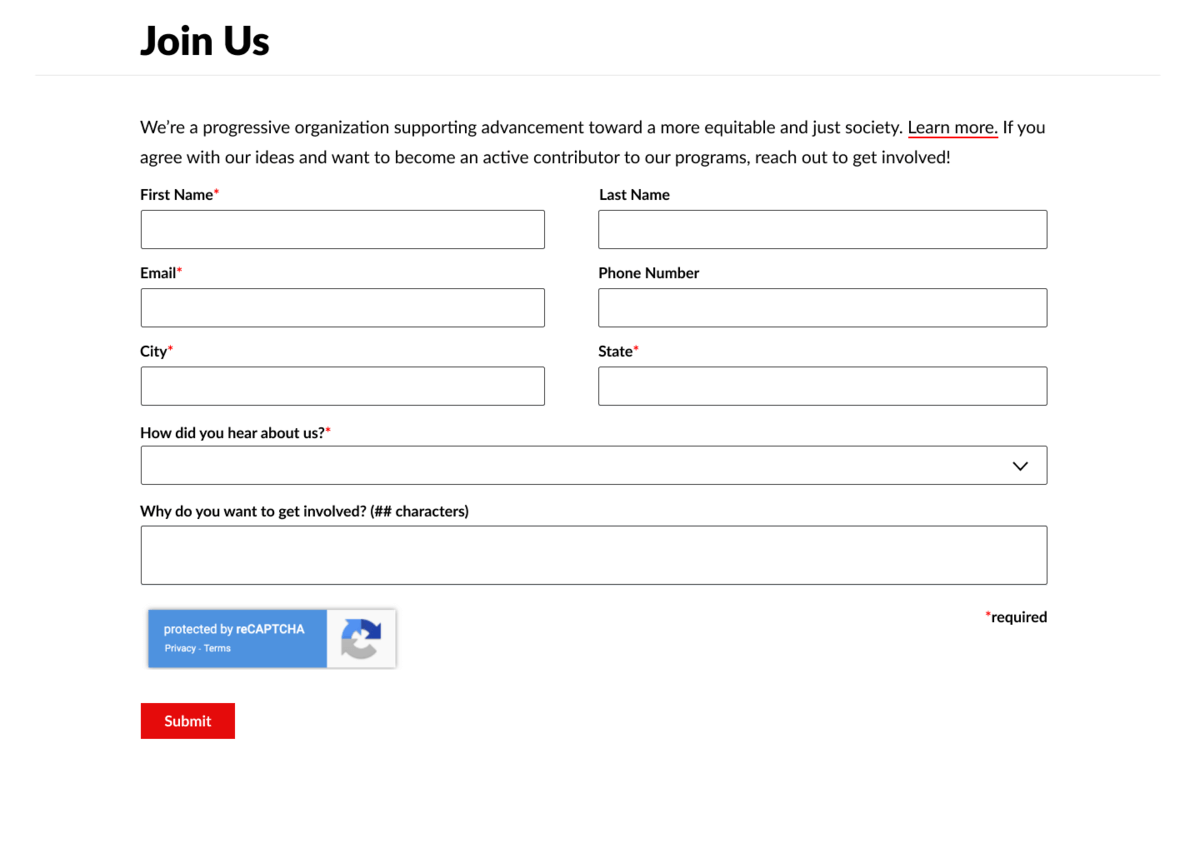 Join Us
We’re a progressive organization supporting advancement toward a more equitable and just society. Learn more. If you
agree with our ideas and want to become an active contributor to our programs, reach out to get involved!
First Name*
Last Name
Email*
Phone Number
City*
State*
How did you hear about us?*
Why do you want to get involved? (## characters)
protected by reCAPTCHA
Privacy - Terms
*required
Submit